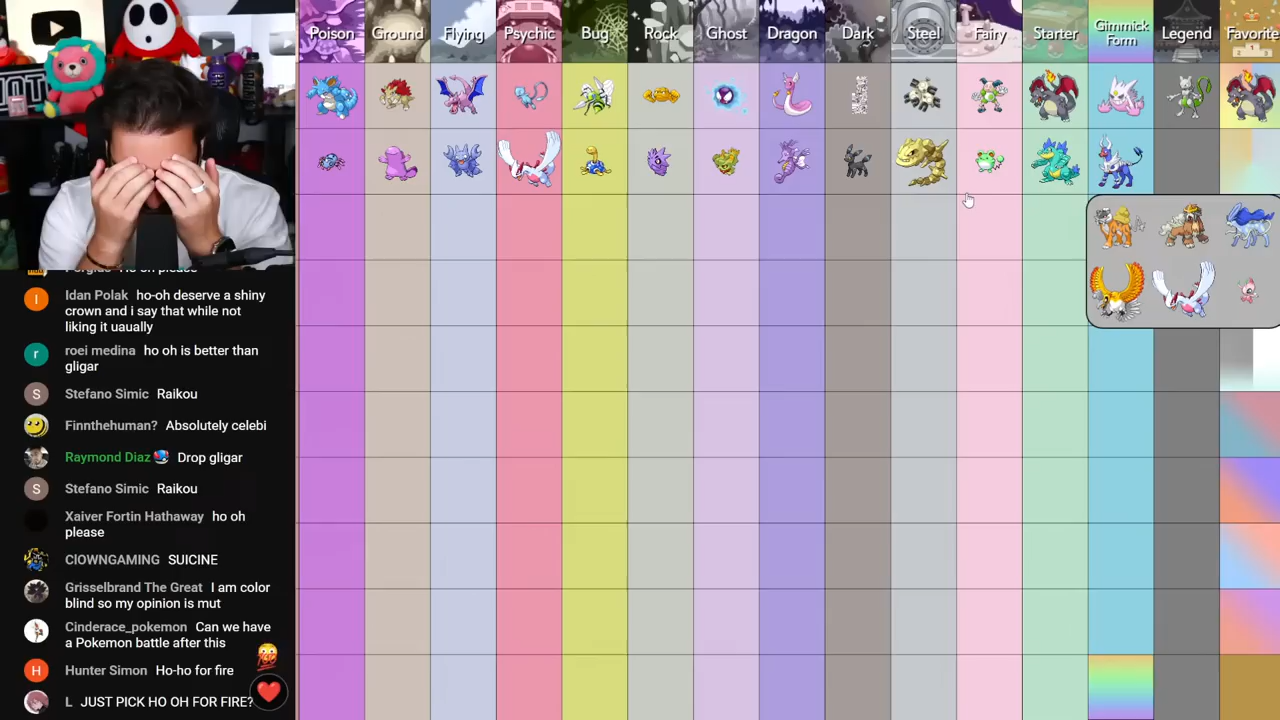 Poison Ground Flying Psychic Bug Rock Ghost Dragon Dark Steel Fairy Starter Gimmick Form Legend Favorite
Idan Polak ho-oh deserve a shiny
crown and i say that while not
liking it uaually
roei medina ho oh is better than
gligar
Stefano Simic Raikou
Finnthehuman? Absolutely celebi
Raymond Diaz Drop gligar
Stefano Simic Raikou
Xaiver Fortin Hathaway ho oh
please
ClOWNGAMING SUICINE
Grisselbrand The Great I am color
blind so my opinion is mut
Cinderace_pokemon Can we have
a Pokemon battle after this
Hunter Simon Ho-ho for fire
L JUST PICK HO OH FOR FIRE?